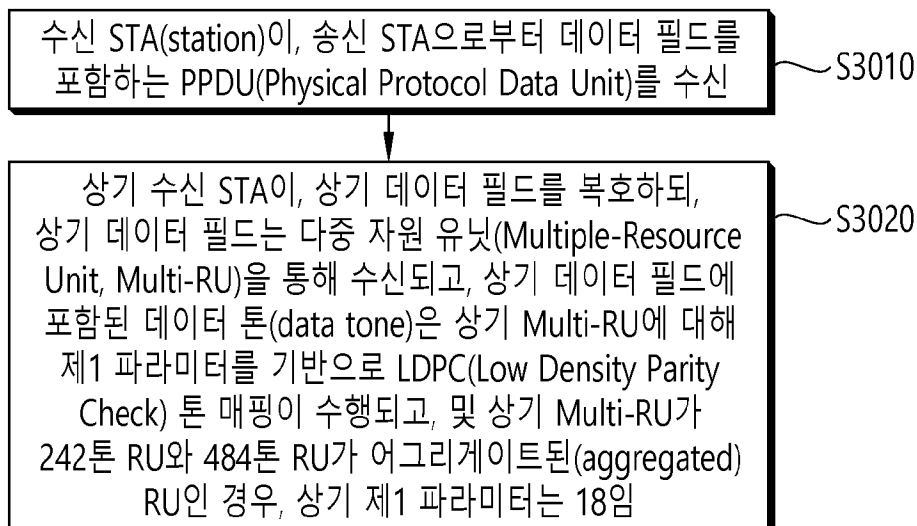 수신 STA(station)이, 송신 STA으로부터 데이터 필드를
포함하는 PPDU(Physical Protocol Data Unit)를 수신
S3010
상기 수신 STA이, 상기 데이터 필드를 복호하되,
상기 데이터 필드는 다중 자원 유닛(Multiple-Resource
Unit, Multi-RU)을 통해 수신되고, 상기 데이터 필드에
포함된 데이터 톤(data tone)은 상기 Multi-RU에 대해
제1 파라미터를 기반으로 LDPC(Low Density Parity
Check) 톤 매핑이 수행되고, 및 상기 Multi-RU가
242톤 RU와 484톤 RU가 어그리게이트된(aggregated)
RU인 경우, 상기 제1 파라미터는 18임
S3020